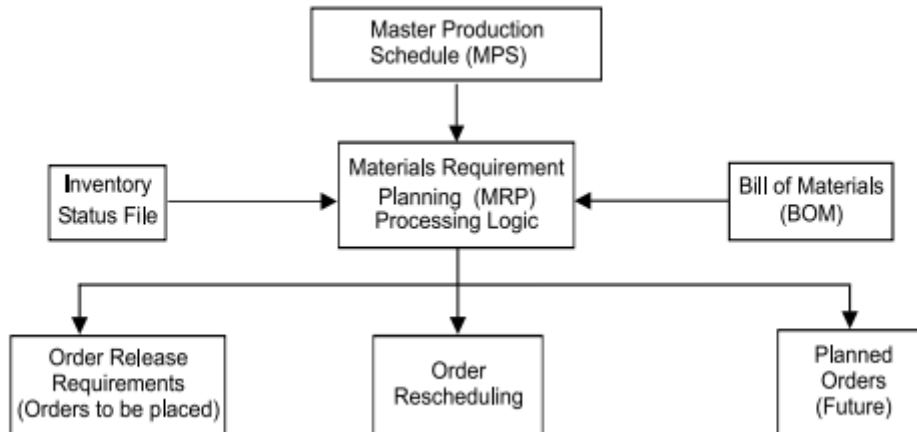 Master Production
Schedule (MPS)
Materials Requirement
Planning (MRP)
Processing Logic
Inventory
Status File
Bill of Materials
(BOM)
Order Release
Requirements
(Orders to be placed)
Order
Rescheduling
Planned
Orders
(Future)